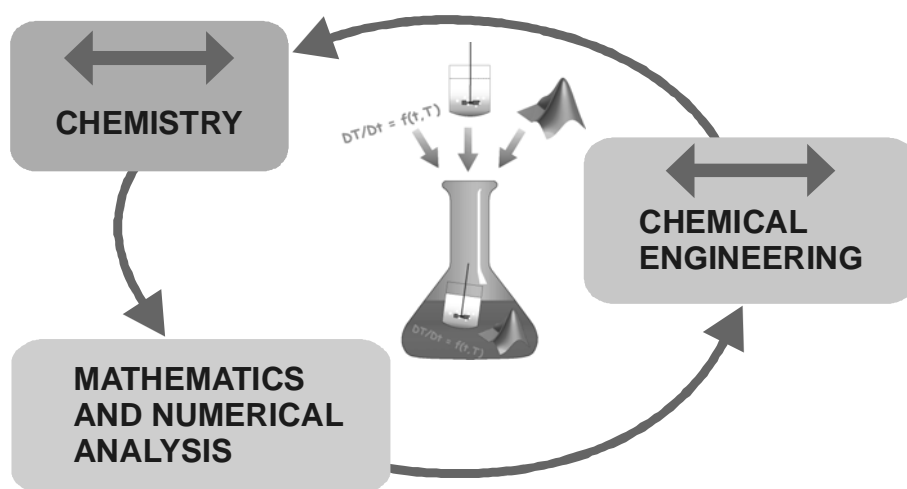 CHEMISTRY
DT/Dt = f(t,T)
CHEMICAL
ENGINEERING
DT/Dt = f(t,T)
MATHEMATICS
AND NUMERICAL
ANALYSIS